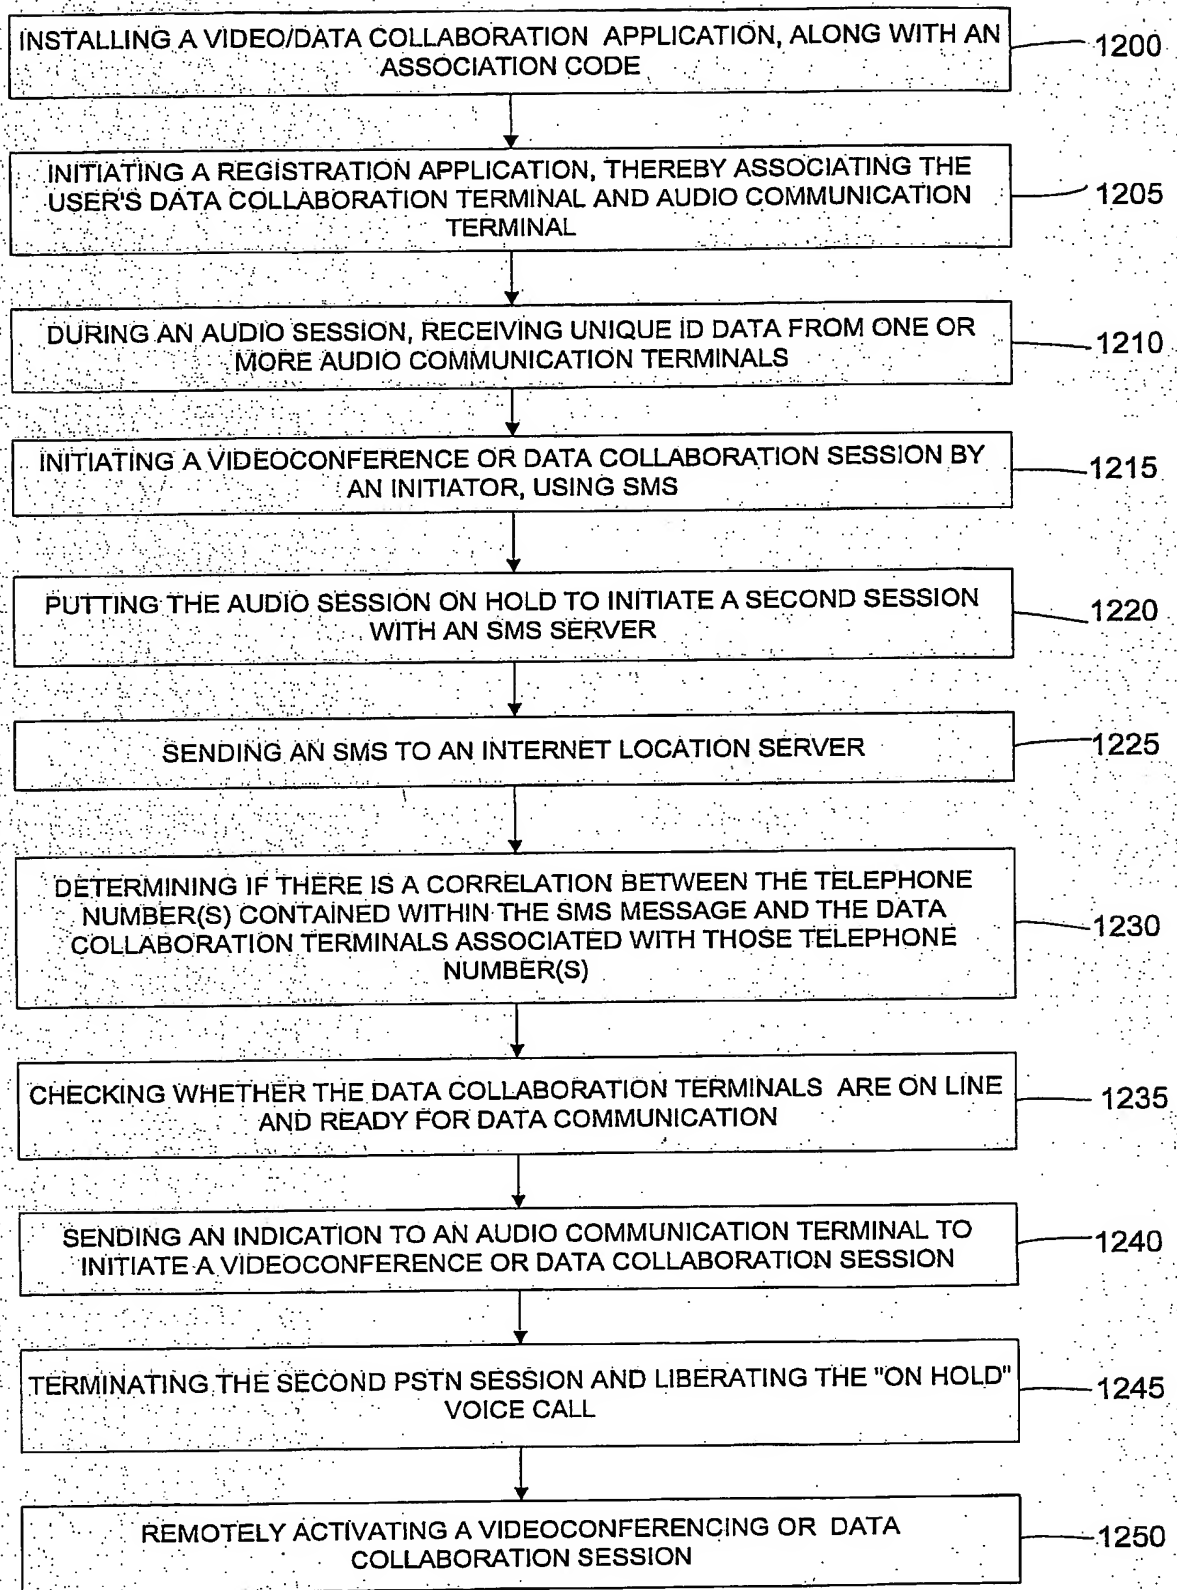 INSTALLING A VIDEO/DATA COLLABORATION APPLICATION, ALONG WITH AN
ASSOCIATION CODE
1200
INITIATING A REGISTRATION APPLICATION, THEREBY ASSOCIATING THE
USER'S DATA COLLABORATION TERMINAL AND AUDIO COMMUNICATION
TERMINAL
1205
DURING AN AUDIO SESSION, RECEIVING UNIQUE ID DATA FROM ONE OR
MORE AUDIO COMMUNICATION TERMINALS
1210
INITIATING A VIDEOCONFERENCE OR DATA COLLABORATION SESSION BY
AN INITIATOR, USING SMS
1215
PUTTING THE AUDIO SESSION ON HOLD TO INITIATE A SECOND SESSION
WITH AN SMS SERVER
1220
SENDING AN SMS TO AN INTERNET LOCATION SERVER
1225
DETERMINING IF THERE IS A CORRELATION BETWEEN THE TELEPHONE
NUMBER(S) CONTAINED WITHIN THE SMS MESSAGE AND THE DATA
COLLABORATION TERMINALS ASSOCIATED WITH THOSE TELEPHONE
NUMBER(S)
1230
CHECKING WHETHER THE DATA COLLABORATION TERMINALS ARE ON LINE
AND READY FOR DATA COMMUNICATION
1235
SENDING AN INDICATION TO AN AUDIO COMMUNICATION TERMINAL TO
INITIATE A VIDEOCONFERENCE OR DATA COLLABORATION SESSION
1240
TERMINATING THE SECOND PSTN SESSION AND LIBERATING THE "ON HOLD"
VOICE CALL
1245
REMOTELY ACTIVATING A VIDEOCONFERENCING OR DATA
COLLABORATION SESSION
1250